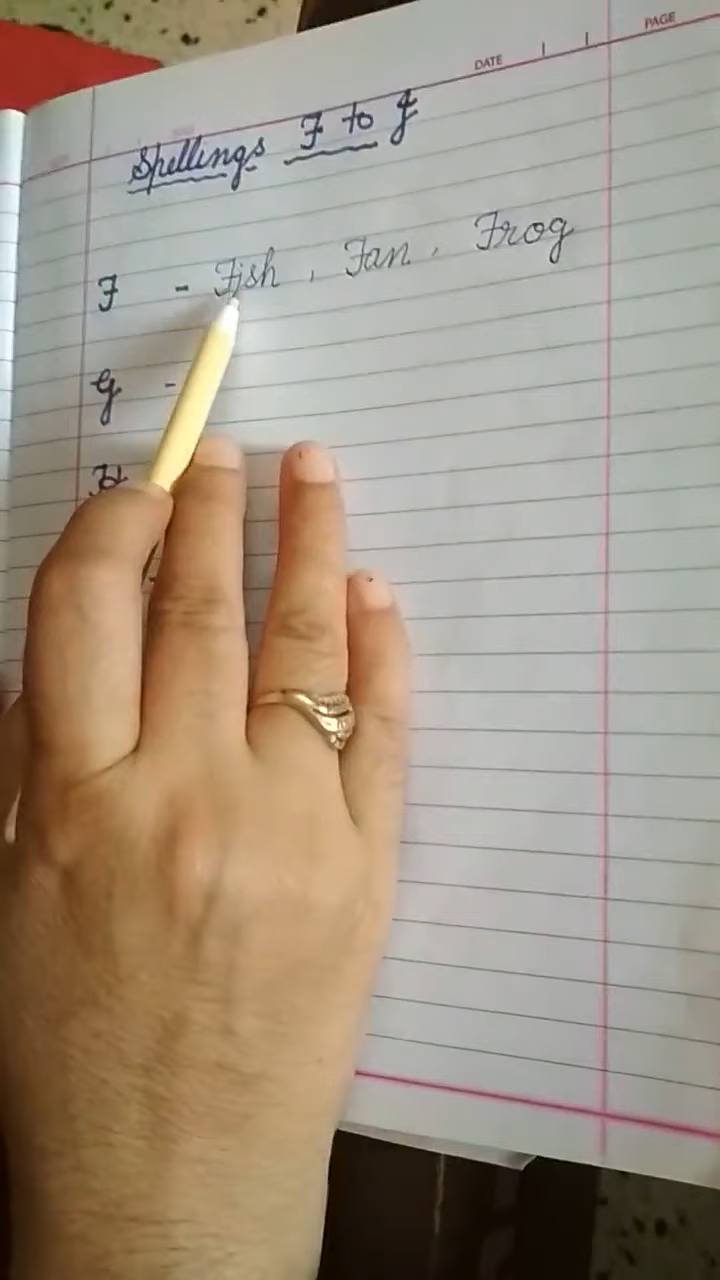 DATE
PAGE
Spellings F to J
F - Fish, Fan, Frog
G -
H